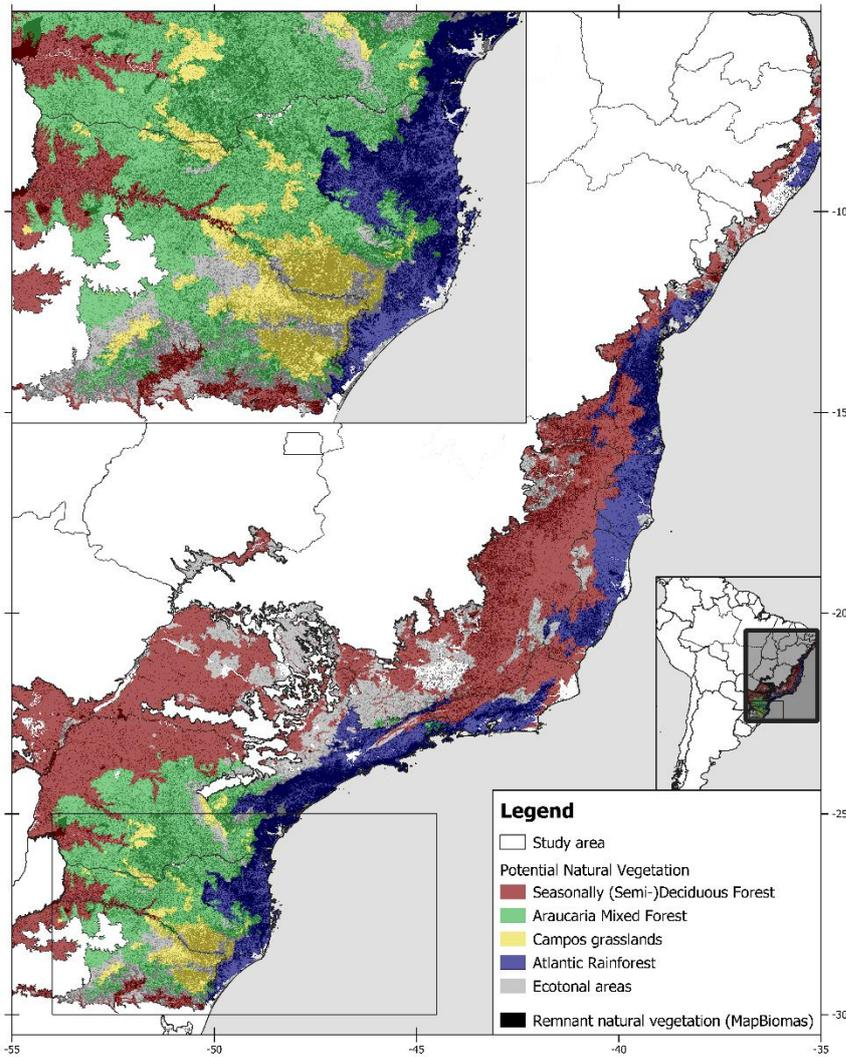 -10
-15
-20
Legend
Study area
Potential Natural Vegetation
Seasonally (Semi-)Deciduous Forest
Araucaria Mixed Forest
Campos grasslands
Atlantic Rainforest
Ecotonal areas
Remnant natural vegetation (MapBiomas)
-25
-30
-55
-50
-45
-40
-35